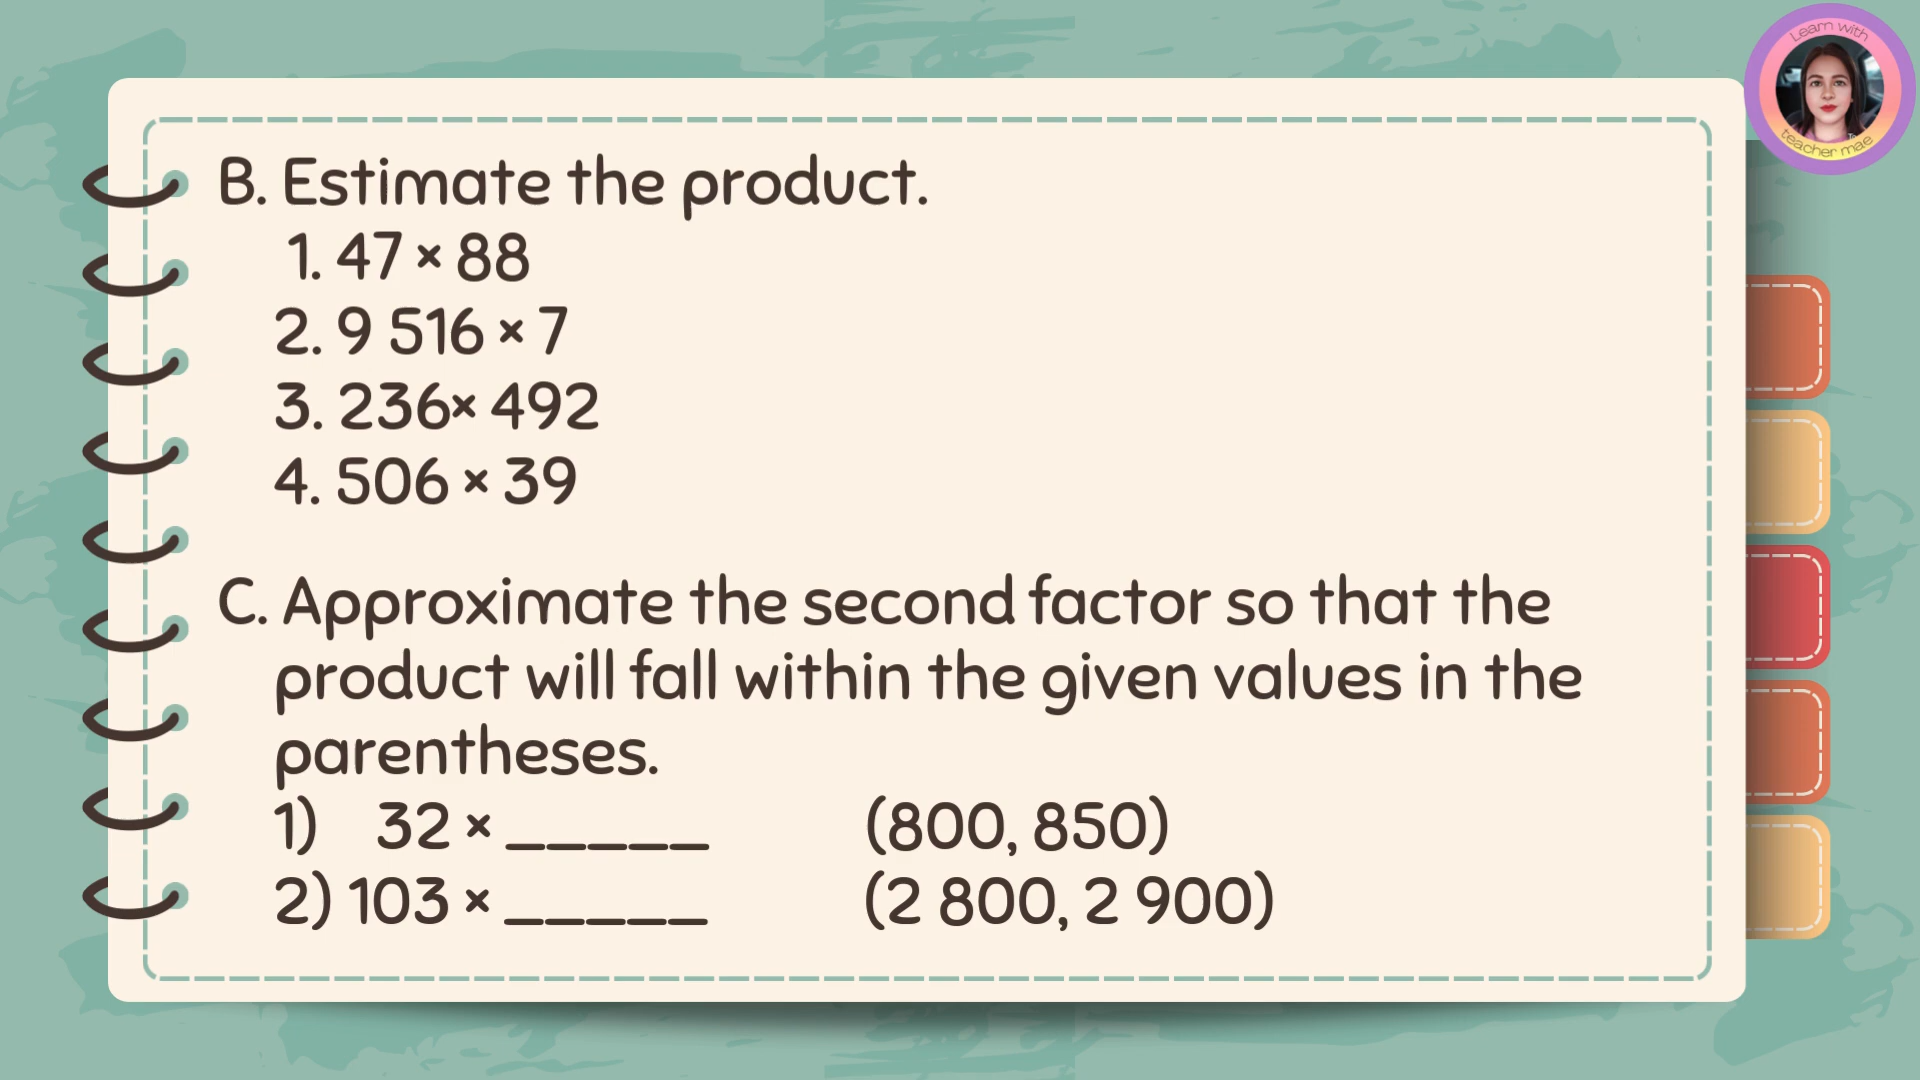 Learn with
teacher mae
B. Estimate the product.
1. 47 × 88
2. 9 516 × 7
3. 236× 492
4. 506 × 39
C. Approximate the second factor so that the
product will fall within the given values in the
parentheses.
1) 32 × _____ (800, 850)
2) 103 × _____ (2 800, 2 900)